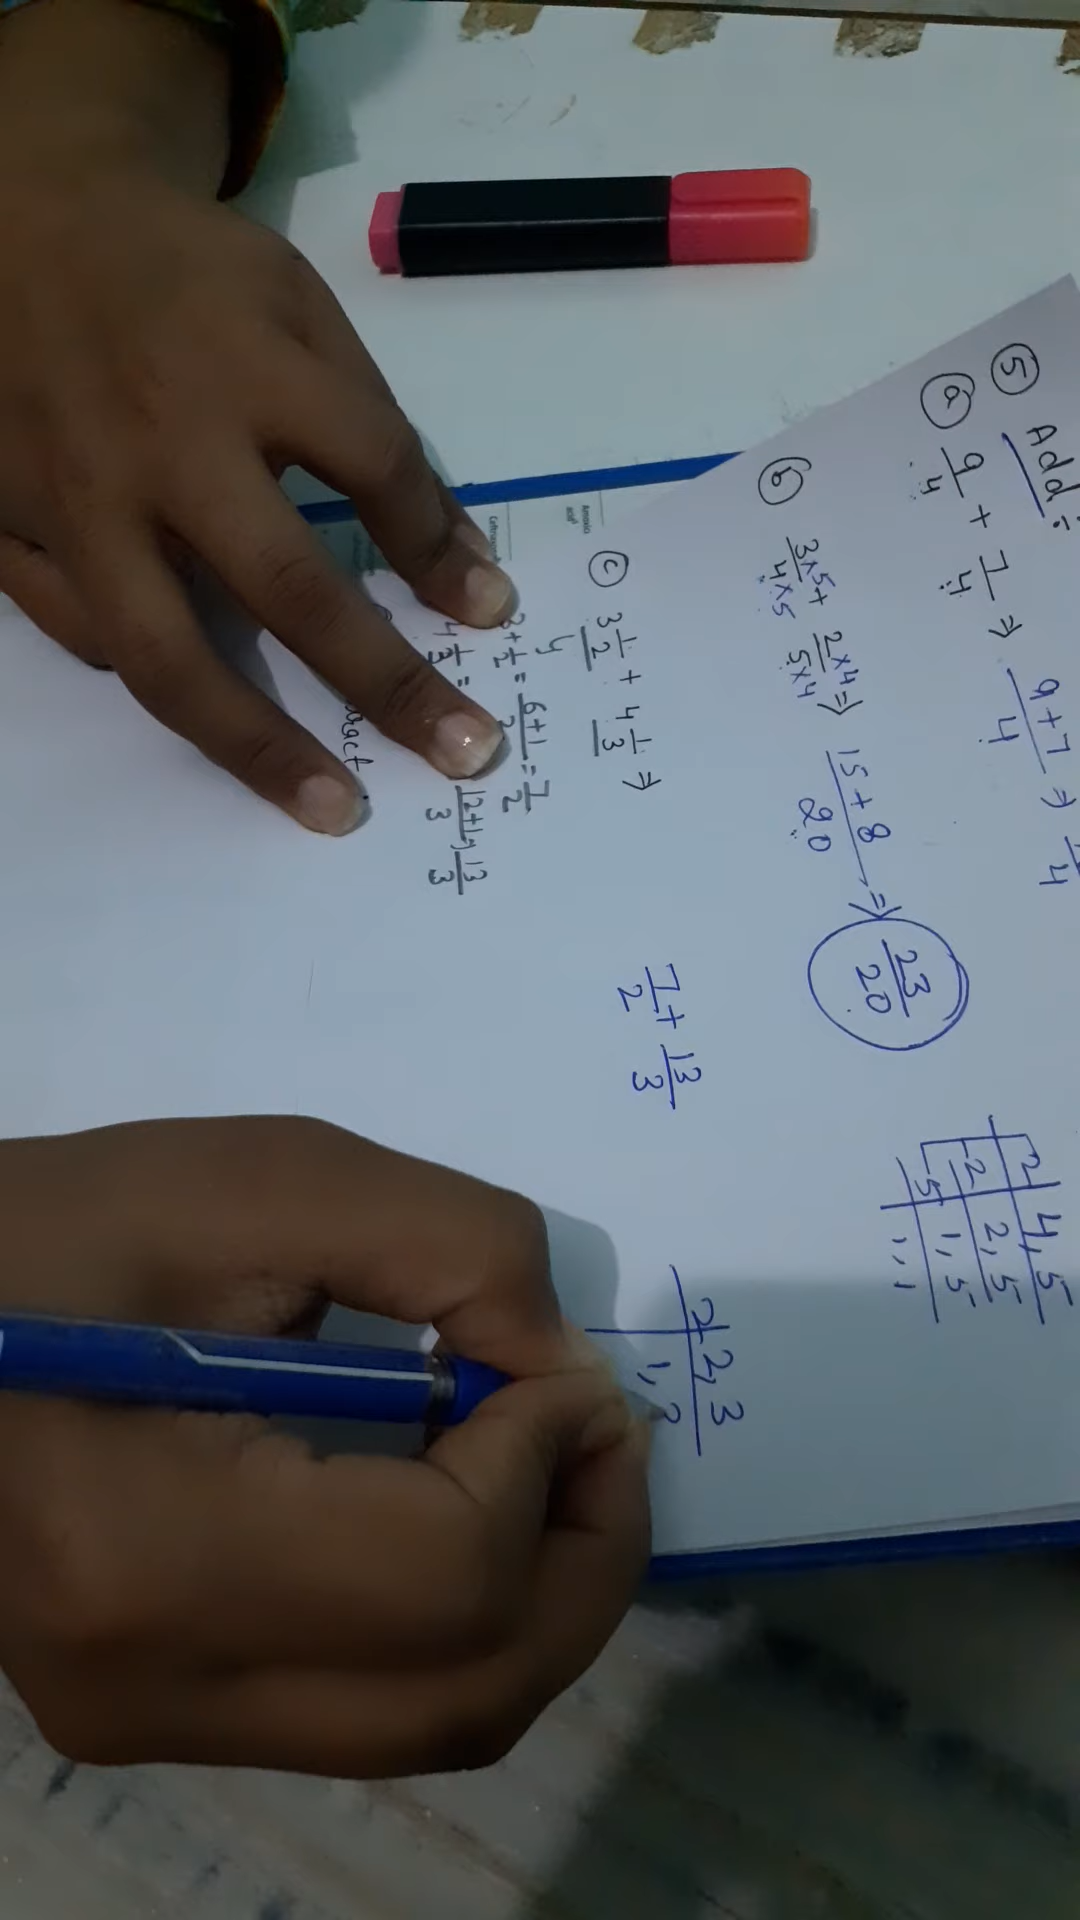 ⑤ Add :-
ⓐ 9/4 + 7/4 ⇒ 9+7/4 ⇒ /4
ⓑ 3×5/4×5 + 2×4/5×4 ⇒ 15+8/20 ⇒ 23/20
2 | 4, 5
2 | 2, 5
5 | 1, 5
1, 1
ⓒ 3 1/2 + 4 1/3 ⇒
7/2 + 13/3
2 | 2, 3
1, 3
3 + 1/2 = 6+1/2 = 7/2
4 1/3 = 12+1/3 ⇒ 13/3